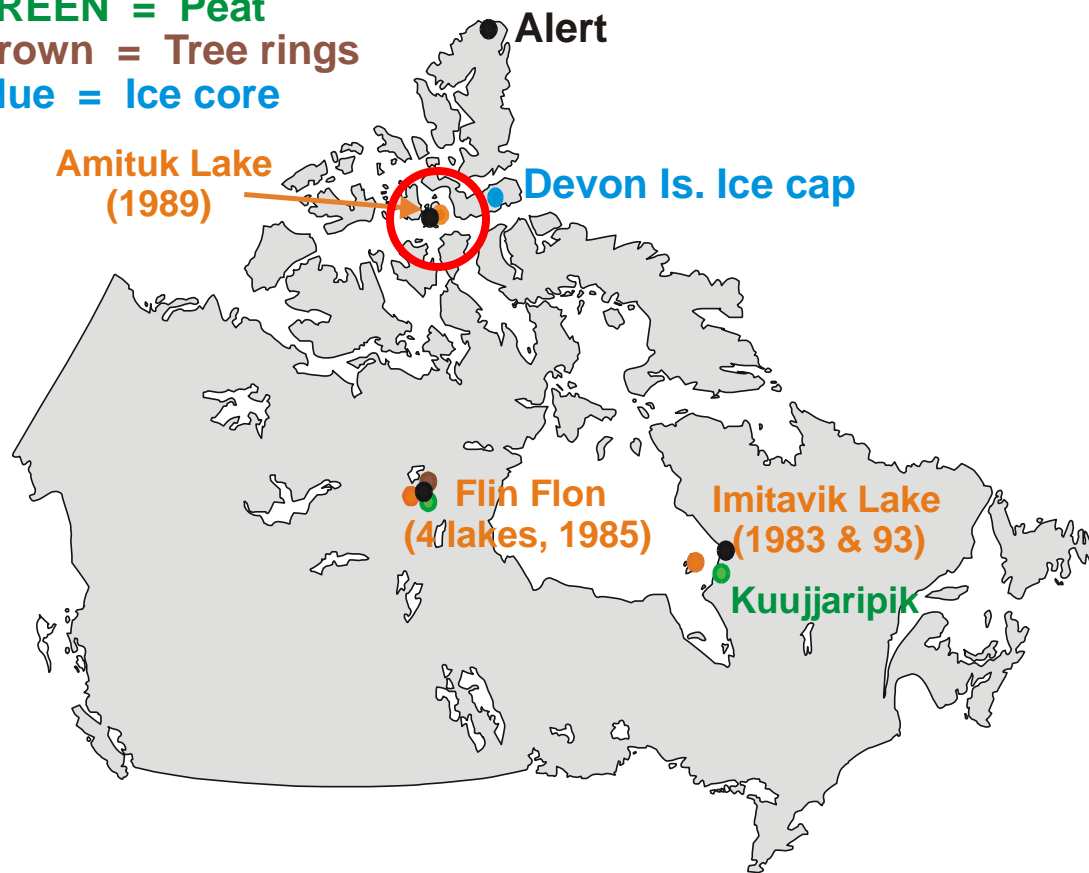 REEN = Peat
rown = Tree rings
lue = Ice core
Alert
Amituk Lake
(1989)
Devon Is. Ice cap
Flin Flon
(4 lakes, 1985)
Imitavik Lake
(1983 & 93)
Kuujjaripik